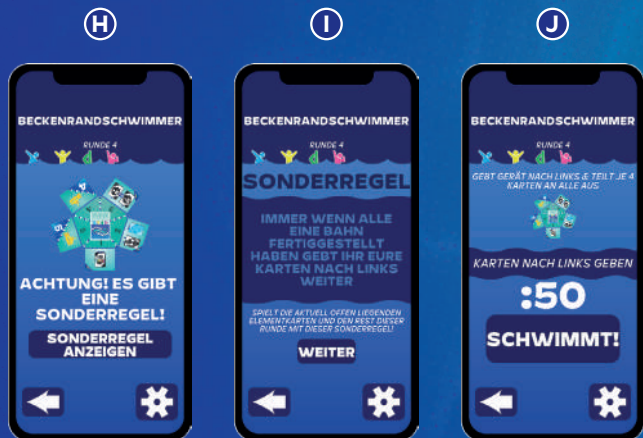 H
I
J
BECKENRANDSCHWIMMER
RUNDE 4
ACHTUNG! ES GIBT
EINE
SONDERREGEL!
SONDERREGEL
ANZEIGEN
BECKENRANDSCHWIMMER
RUNDE 4
SONDERREGEL
IMMER WENN ALLE
EINE BAHN
FERTIGGESTELLT
HABEN GEBT IHR EURE
KARTEN NACH LINKS
WEITER
SPIELT DIE AKTUELL OFFEN LIEGENDEN
ELEMENTKARTEN UND DEN REST DIESER
RUNDE MIT DIESER SONDERREGEL!
WEITER
BECKENRANDSCHWIMMER
RUNDE 4
GEBT GERÄT NACH LINKS & TEILT JE 4
KARTEN AN ALLE AUS
KARTEN NACH LINKS GEBEN
:50
SCHWIMMT!